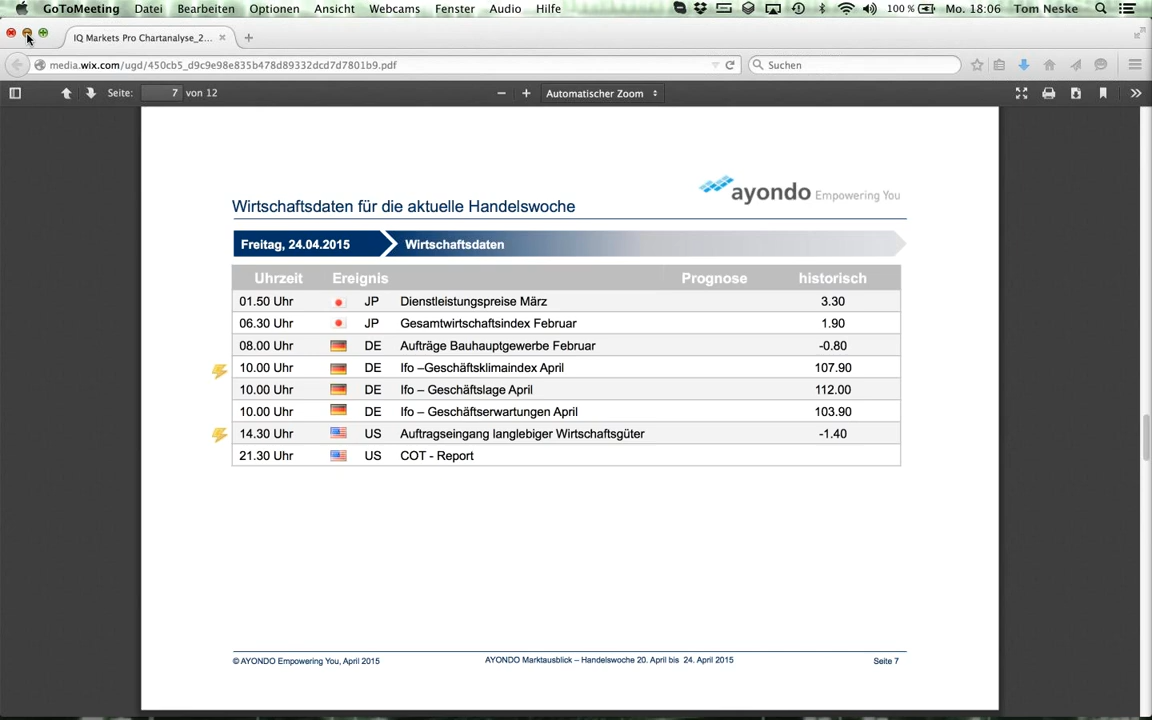 GoToMeeting Datei Bearbeiten Optionen Ansicht Webcams Fenster Audio Hilfe 100 % Mo. 18:06 Tom Neske
IQ Markets Pro Chartanalyse_2...
media.wix.com/ugd/450cb5_d9c9e98e835b478d89332dcd7d7801b9.pdf Suchen
Seite: 7 von 12 Automatischer Zoom
ayondo Empowering You
Wirtschaftsdaten für die aktuelle Handelswoche
Freitag, 24.04.2015 Wirtschaftsdaten
Uhrzeit Ereignis Prognose historisch
01.50 Uhr JP Dienstleistungspreise März 3.30
06.30 Uhr JP Gesamtwirtschaftsindex Februar 1.90
08.00 Uhr DE Aufträge Bauhauptgewerbe Februar -0.80
10.00 Uhr DE Ifo –Geschäftsklimaindex April 107.90
10.00 Uhr DE Ifo – Geschäftslage April 112.00
10.00 Uhr DE Ifo – Geschäftserwartungen April 103.90
14.30 Uhr US Auftragseingang langlebiger Wirtschaftsgüter -1.40
21.30 Uhr US COT - Report
© AYONDO Empowering You, April 2015 AYONDO Marktausblick – Handelswoche 20. April bis 24. April 2015 Seite 7